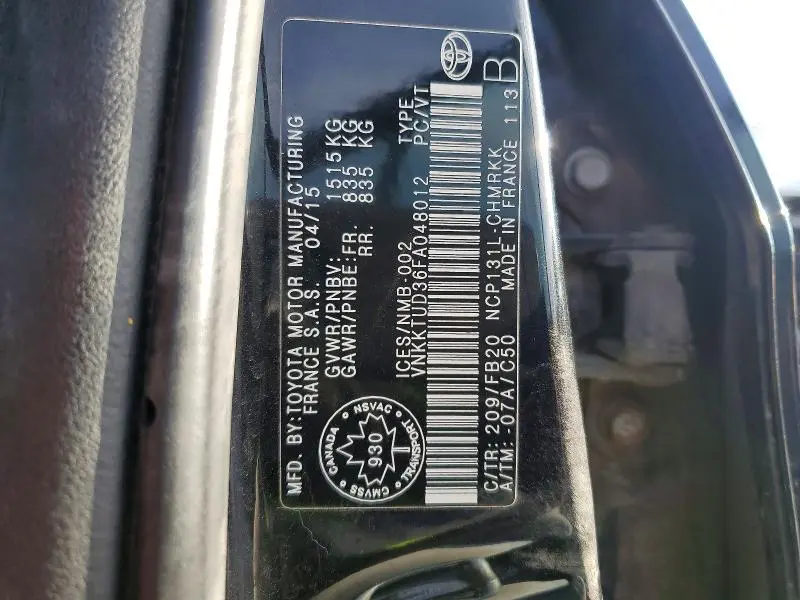 MFD. BY: TOYOTA MOTOR MANUFACTURING
FRANCE S.A.S. 04/15
GVWR/PNBV: 1515KG
GAWR/PNBE: FR. 835 KG
RR. 835 KG
ICES/NMB-002 TYPE
VNKKTUD36FA048012 PC/VT
CANADA
NSVAC
930
TRANSPORT
CMVSS
C/TR: 209/FB20 NCP131L-CHMRKK
A/TM: -07A/C50 MADE IN FRANCE 113
B